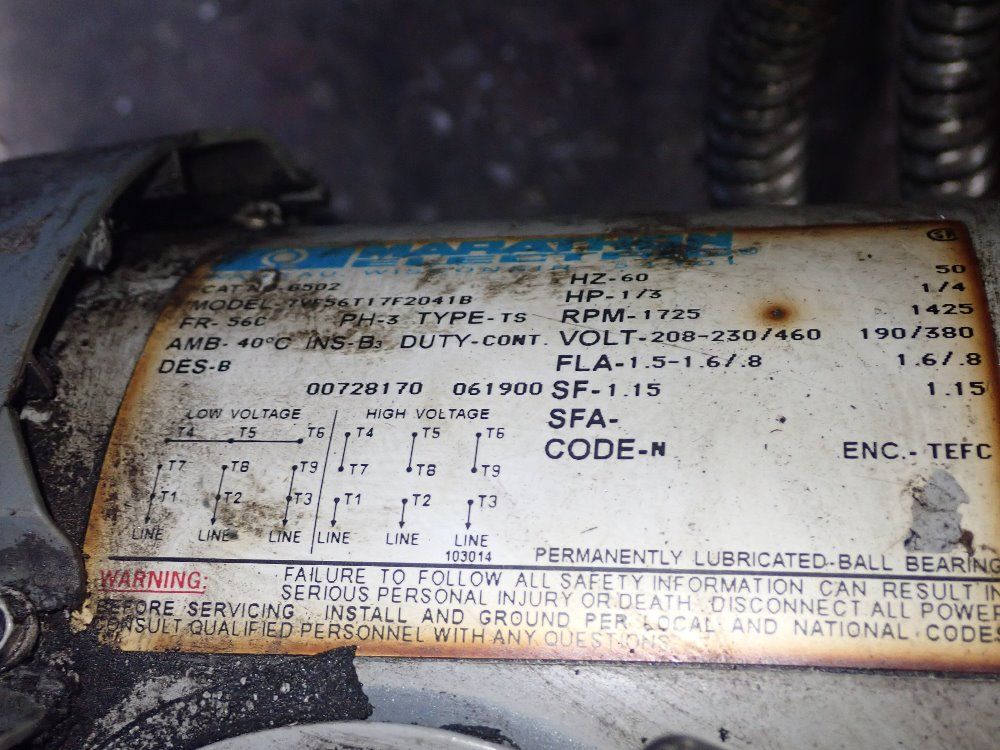 MARATHON
ELECTRIC
WISCONSIN
CAT NO. 6502 HZ-60 50
MODEL- 7VF56T17F2041B HP-1/3 1/4
FR- 56C PH-3 TYPE-TS RPM-1725 1425
AMB- 40°C INS-B3 DUTY-CONT. VOLT-208-230/460 190/380
DES-B FLA-1.5-1.6/.8 1.6/.8
00728170 061900 SF-1.15 1.15
LOW VOLTAGE HIGH VOLTAGE SFA-
T4 T5 T6 T4 T5 T6
CODE-N ENC.- TEFC
T7 T8 T9 T7 T8 T9
T1 T2 T3 T1 T2 T3
LINE LINE LINE LINE LINE LINE
103014 PERMANENTLY LUBRICATED-BALL BEARING
WARNING: FAILURE TO FOLLOW ALL SAFETY INFORMATION CAN RESULT IN
SERIOUS PERSONAL INJURY OR DEATH. DISCONNECT ALL POWER
BEFORE SERVICING. INSTALL AND GROUND PER LOCAL AND NATIONAL CODES
CONSULT QUALIFIED PERSONNEL WITH ANY QUESTIONS